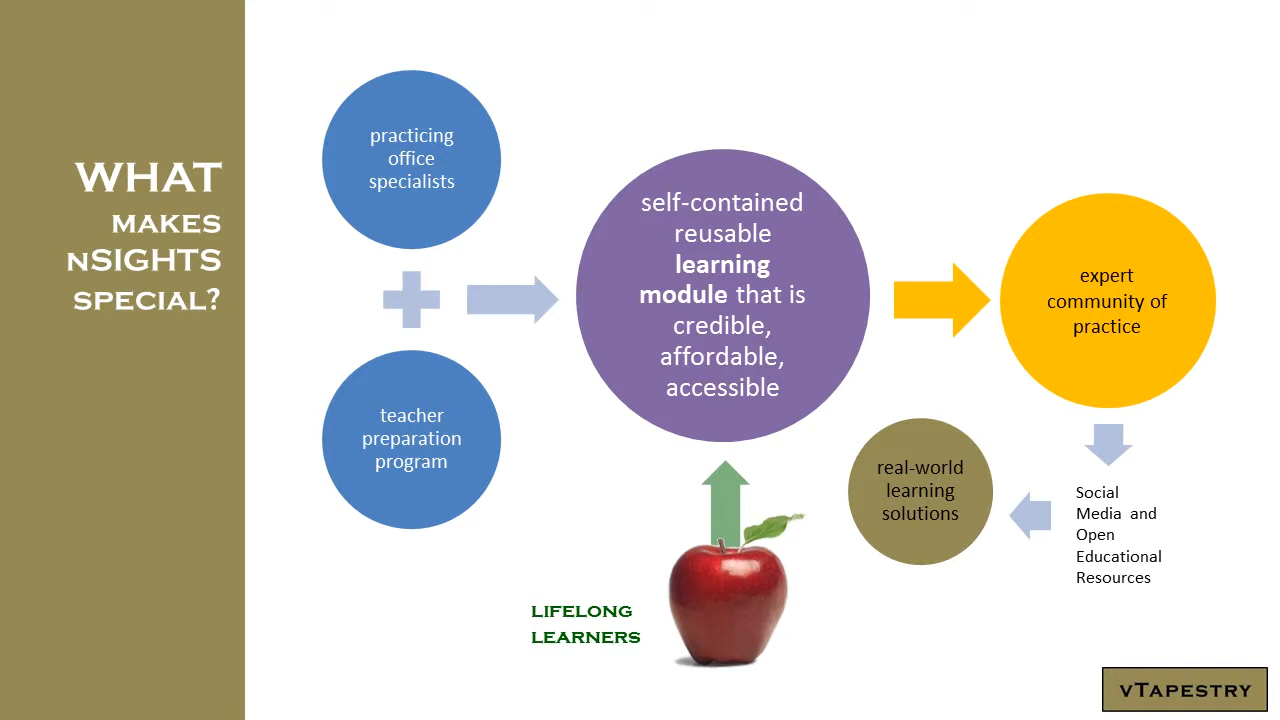 WHAT
MAKES
nSIGHTS
SPECIAL?
practicing
office
specialists
teacher
preparation
program
self-contained
reusable
learning
module that is
credible,
affordable,
accessible
expert
community of
practice
Social
Media and
Open
Educational
Resources
real-world
learning
solutions
LIFELONG
LEARNERS
vTapestry